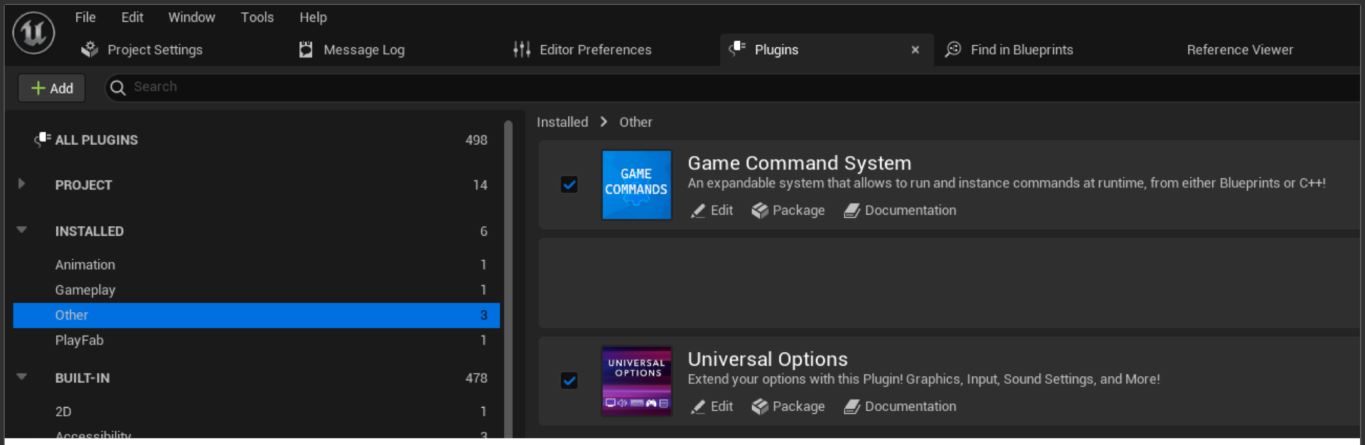 File Edit Window Tools Help
Project Settings Message Log Editor Preferences Plugins Find in Blueprints Reference Viewer
Add Search
ALL PLUGINS 498
PROJECT 14
INSTALLED 6
Animation 1
Gameplay 1
Other 3
PlayFab 1
BUILT-IN 478
2D 1
Accessibility 3
Installed > Other
GAME
COMMANDS
Game Command System
An expandable system that allows to run and instance commands at runtime, from either Blueprints or C++!
Edit Package Documentation
UNIVERSAL
OPTIONS
Universal Options
Extend your options with this Plugin! Graphics, Input, Sound Settings, and More!
Edit Package Documentation